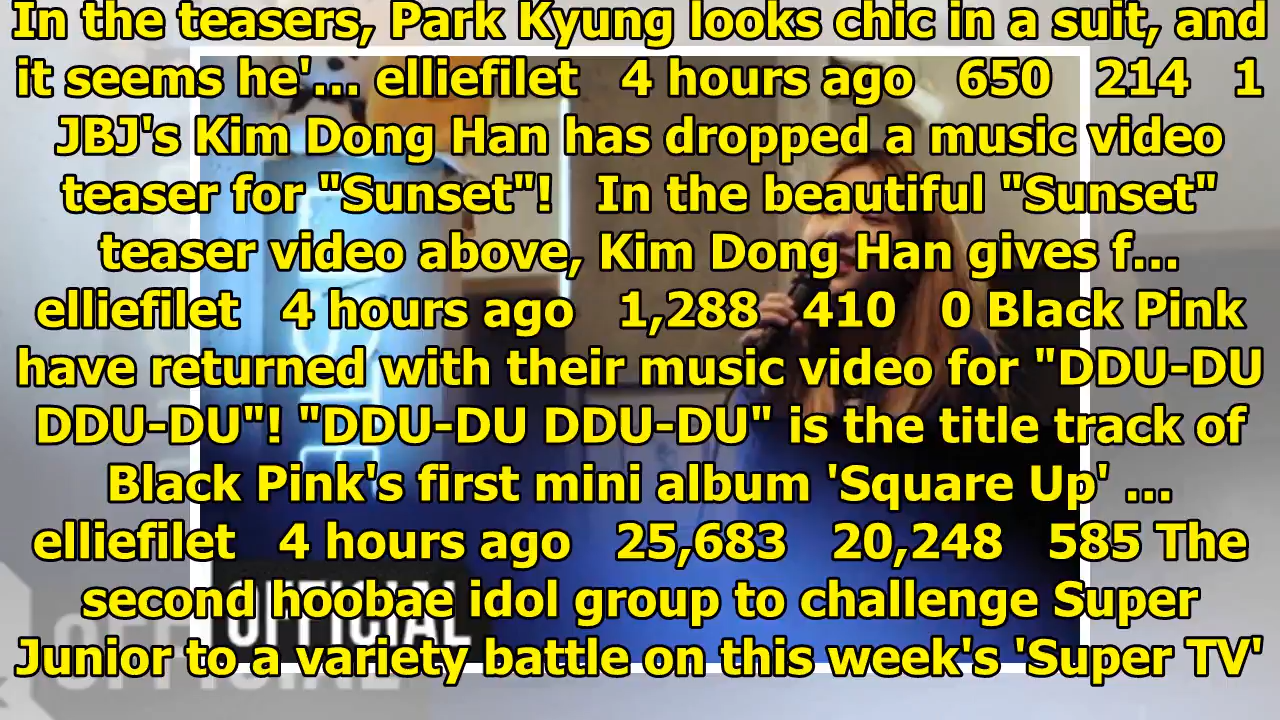 In the teasers, Park Kyung looks chic in a suit, and
it seems he'... elliefilet 4 hours ago 650 214 1
JBJ's Kim Dong Han has dropped a music video
teaser for "Sunset"! In the beautiful "Sunset"
teaser video above, Kim Dong Han gives f...
elliefilet 4 hours ago 1,288 410 0 Black Pink
have returned with their music video for "DDU-DU
DDU-DU"! "DDU-DU DDU-DU" is the title track of
Black Pink's first mini album 'Square Up' ...
elliefilet 4 hours ago 25,683 20,248 585 The
second hoobae idol group to challenge Super
OFFICIAL
Junior to a variety battle on this week's 'Super TV'